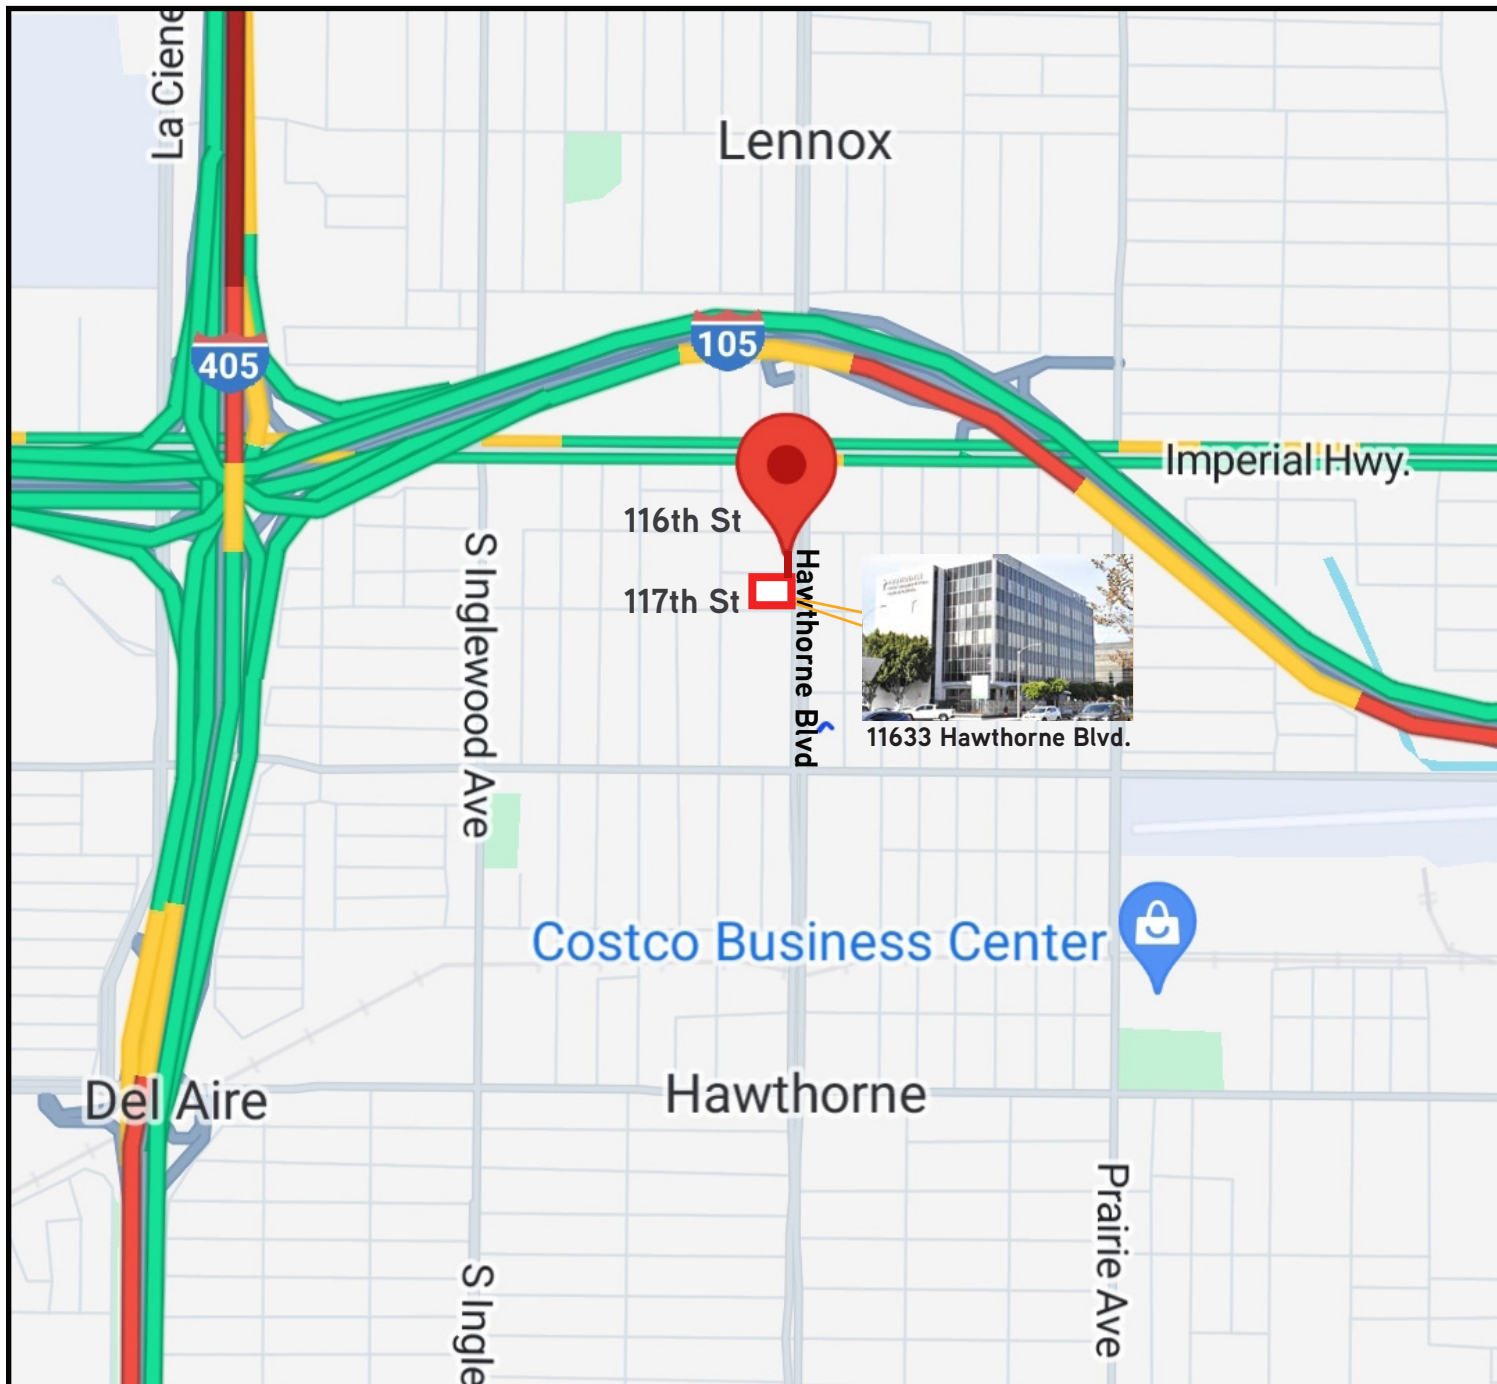 La Ciene
Lennox
405
105
Imperial Hwy.
116th St
117th St
S Inglewood Ave
Hawthorne Blvd
11633 Hawthorne Blvd.
Costco Business Center
Del Aire
Hawthorne
Prairie Ave
S Ingle